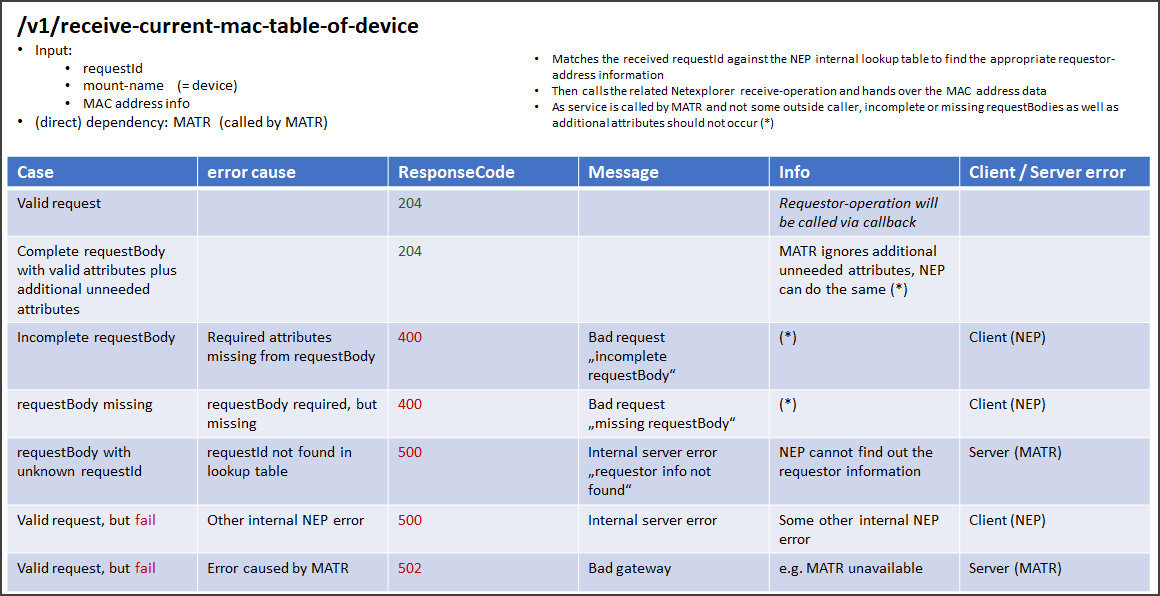 /v1/receive-current-mac-table-of-device
• Input:
• requestId
• mount-name (= device)
• MAC address info
• (direct) dependency: MATR (called by MATR)
• Matches the received requestId against the NEP internal lookup table to find the appropriate requestor-
address information
• Then calls the related Netexplorer receive-operation and hands over the MAC address data
• As service is called by MATR and not some outside caller, incomplete or missing requestBodies as well as
additional attributes should not occur (*)
Case error cause ResponseCode Message Info Client / Server error
Valid request 204 Requestor-operation will
be called via callback
Complete requestBody 204 MATR ignores additional
with valid attributes plus unneeded attributes, NEP
additional unneeded can do the same (*)
attributes
Incomplete requestBody Required attributes 400 Bad request (*) Client (NEP)
missing from requestBody „incomplete
requestBody“
requestBody missing requestBody required, but 400 Bad request (*) Client (NEP)
missing „missing requestBody“
requestBody with requestId not found in 500 Internal server error NEP cannot find out the Server (MATR)
unknown requestId lookup table „requestor info not requestor information
found“
Valid request, but fail Other internal NEP error 500 Internal server error Some other internal NEP Client (NEP)
error
Valid request, but fail Error caused by MATR 502 Bad gateway e.g. MATR unavailable Server (MATR)